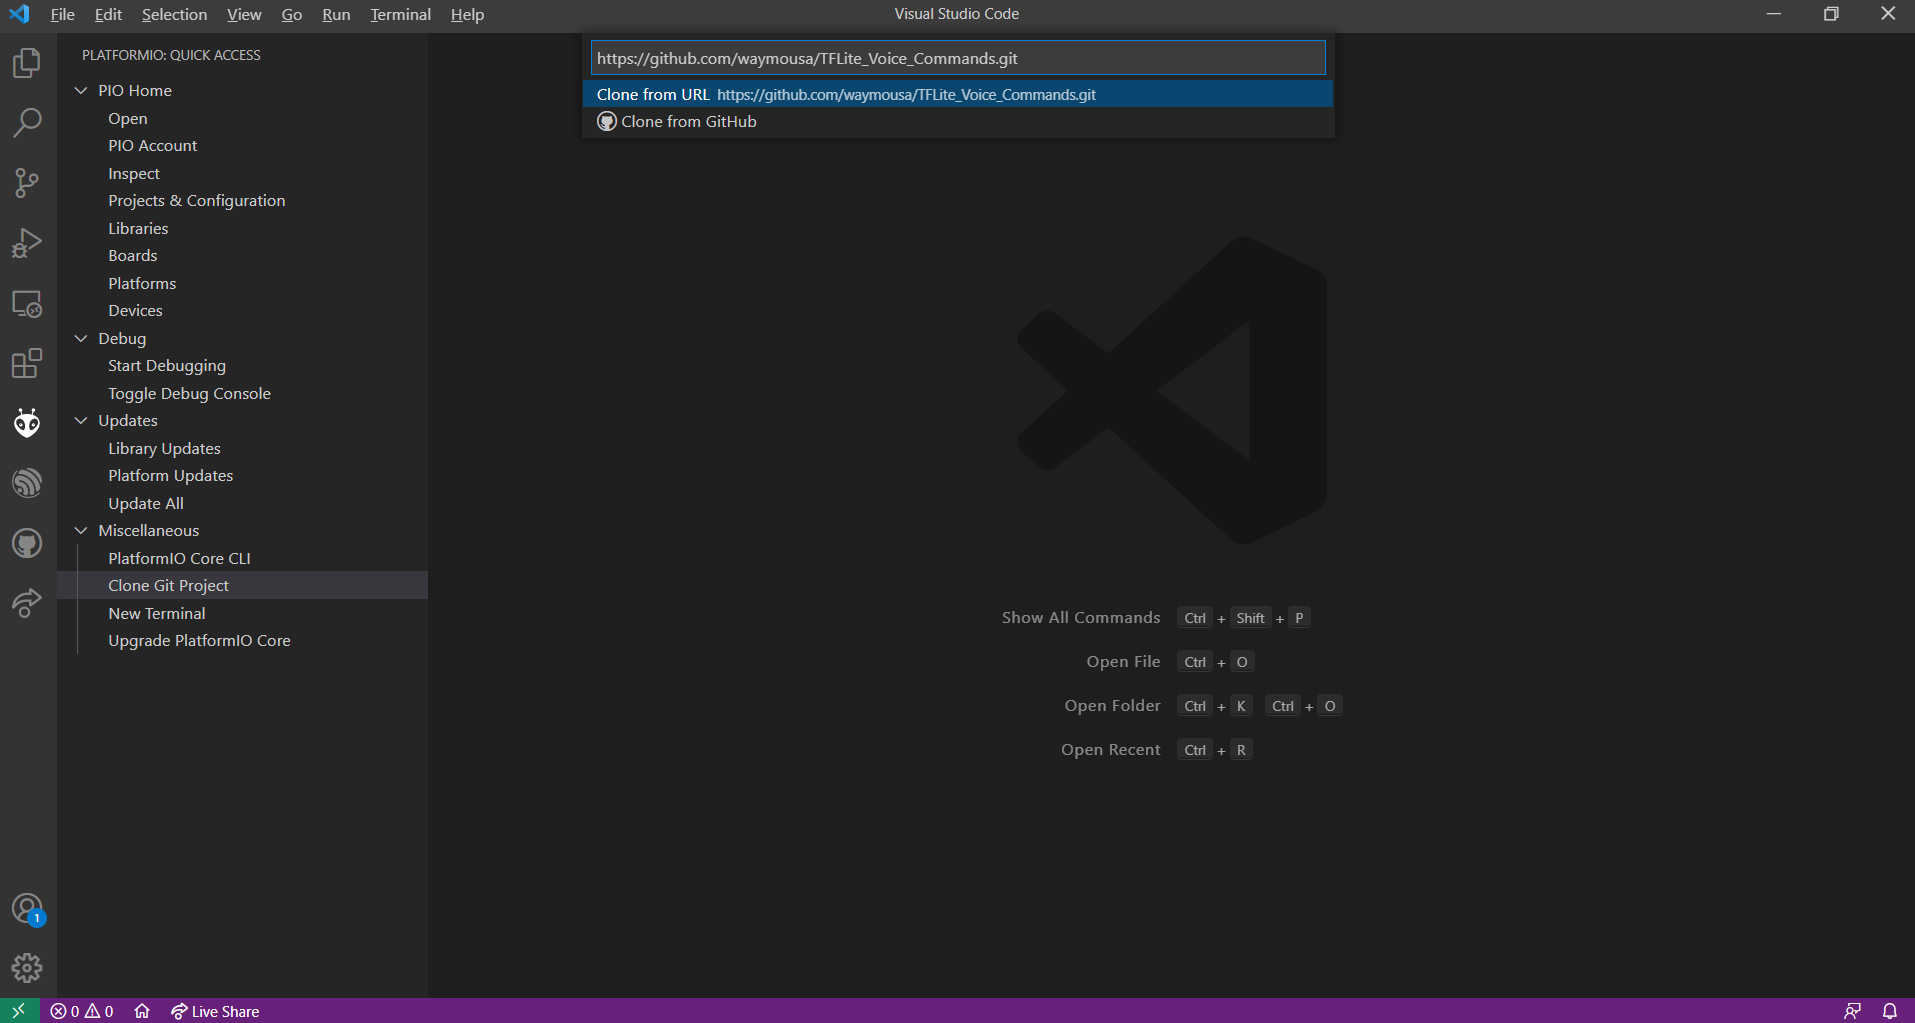 File Edit Selection View Go Run Terminal Help
Visual Studio Code
PLATFORMIO: QUICK ACCESS
PIO Home
Open
PIO Account
Inspect
Projects & Configuration
Libraries
Boards
Platforms
Devices
Debug
Start Debugging
Toggle Debug Console
Updates
Library Updates
Platform Updates
Update All
Miscellaneous
PlatformIO Core CLI
Clone Git Project
New Terminal
Upgrade PlatformIO Core
https://github.com/waymousa/TFLite_Voice_Commands.git
Clone from URL https://github.com/waymousa/TFLite_Voice_Commands.git
Clone from GitHub
Show All Commands Ctrl + Shift + P
Open File Ctrl + O
Open Folder Ctrl + K Ctrl + O
Open Recent Ctrl + R
1
0 0 Live Share